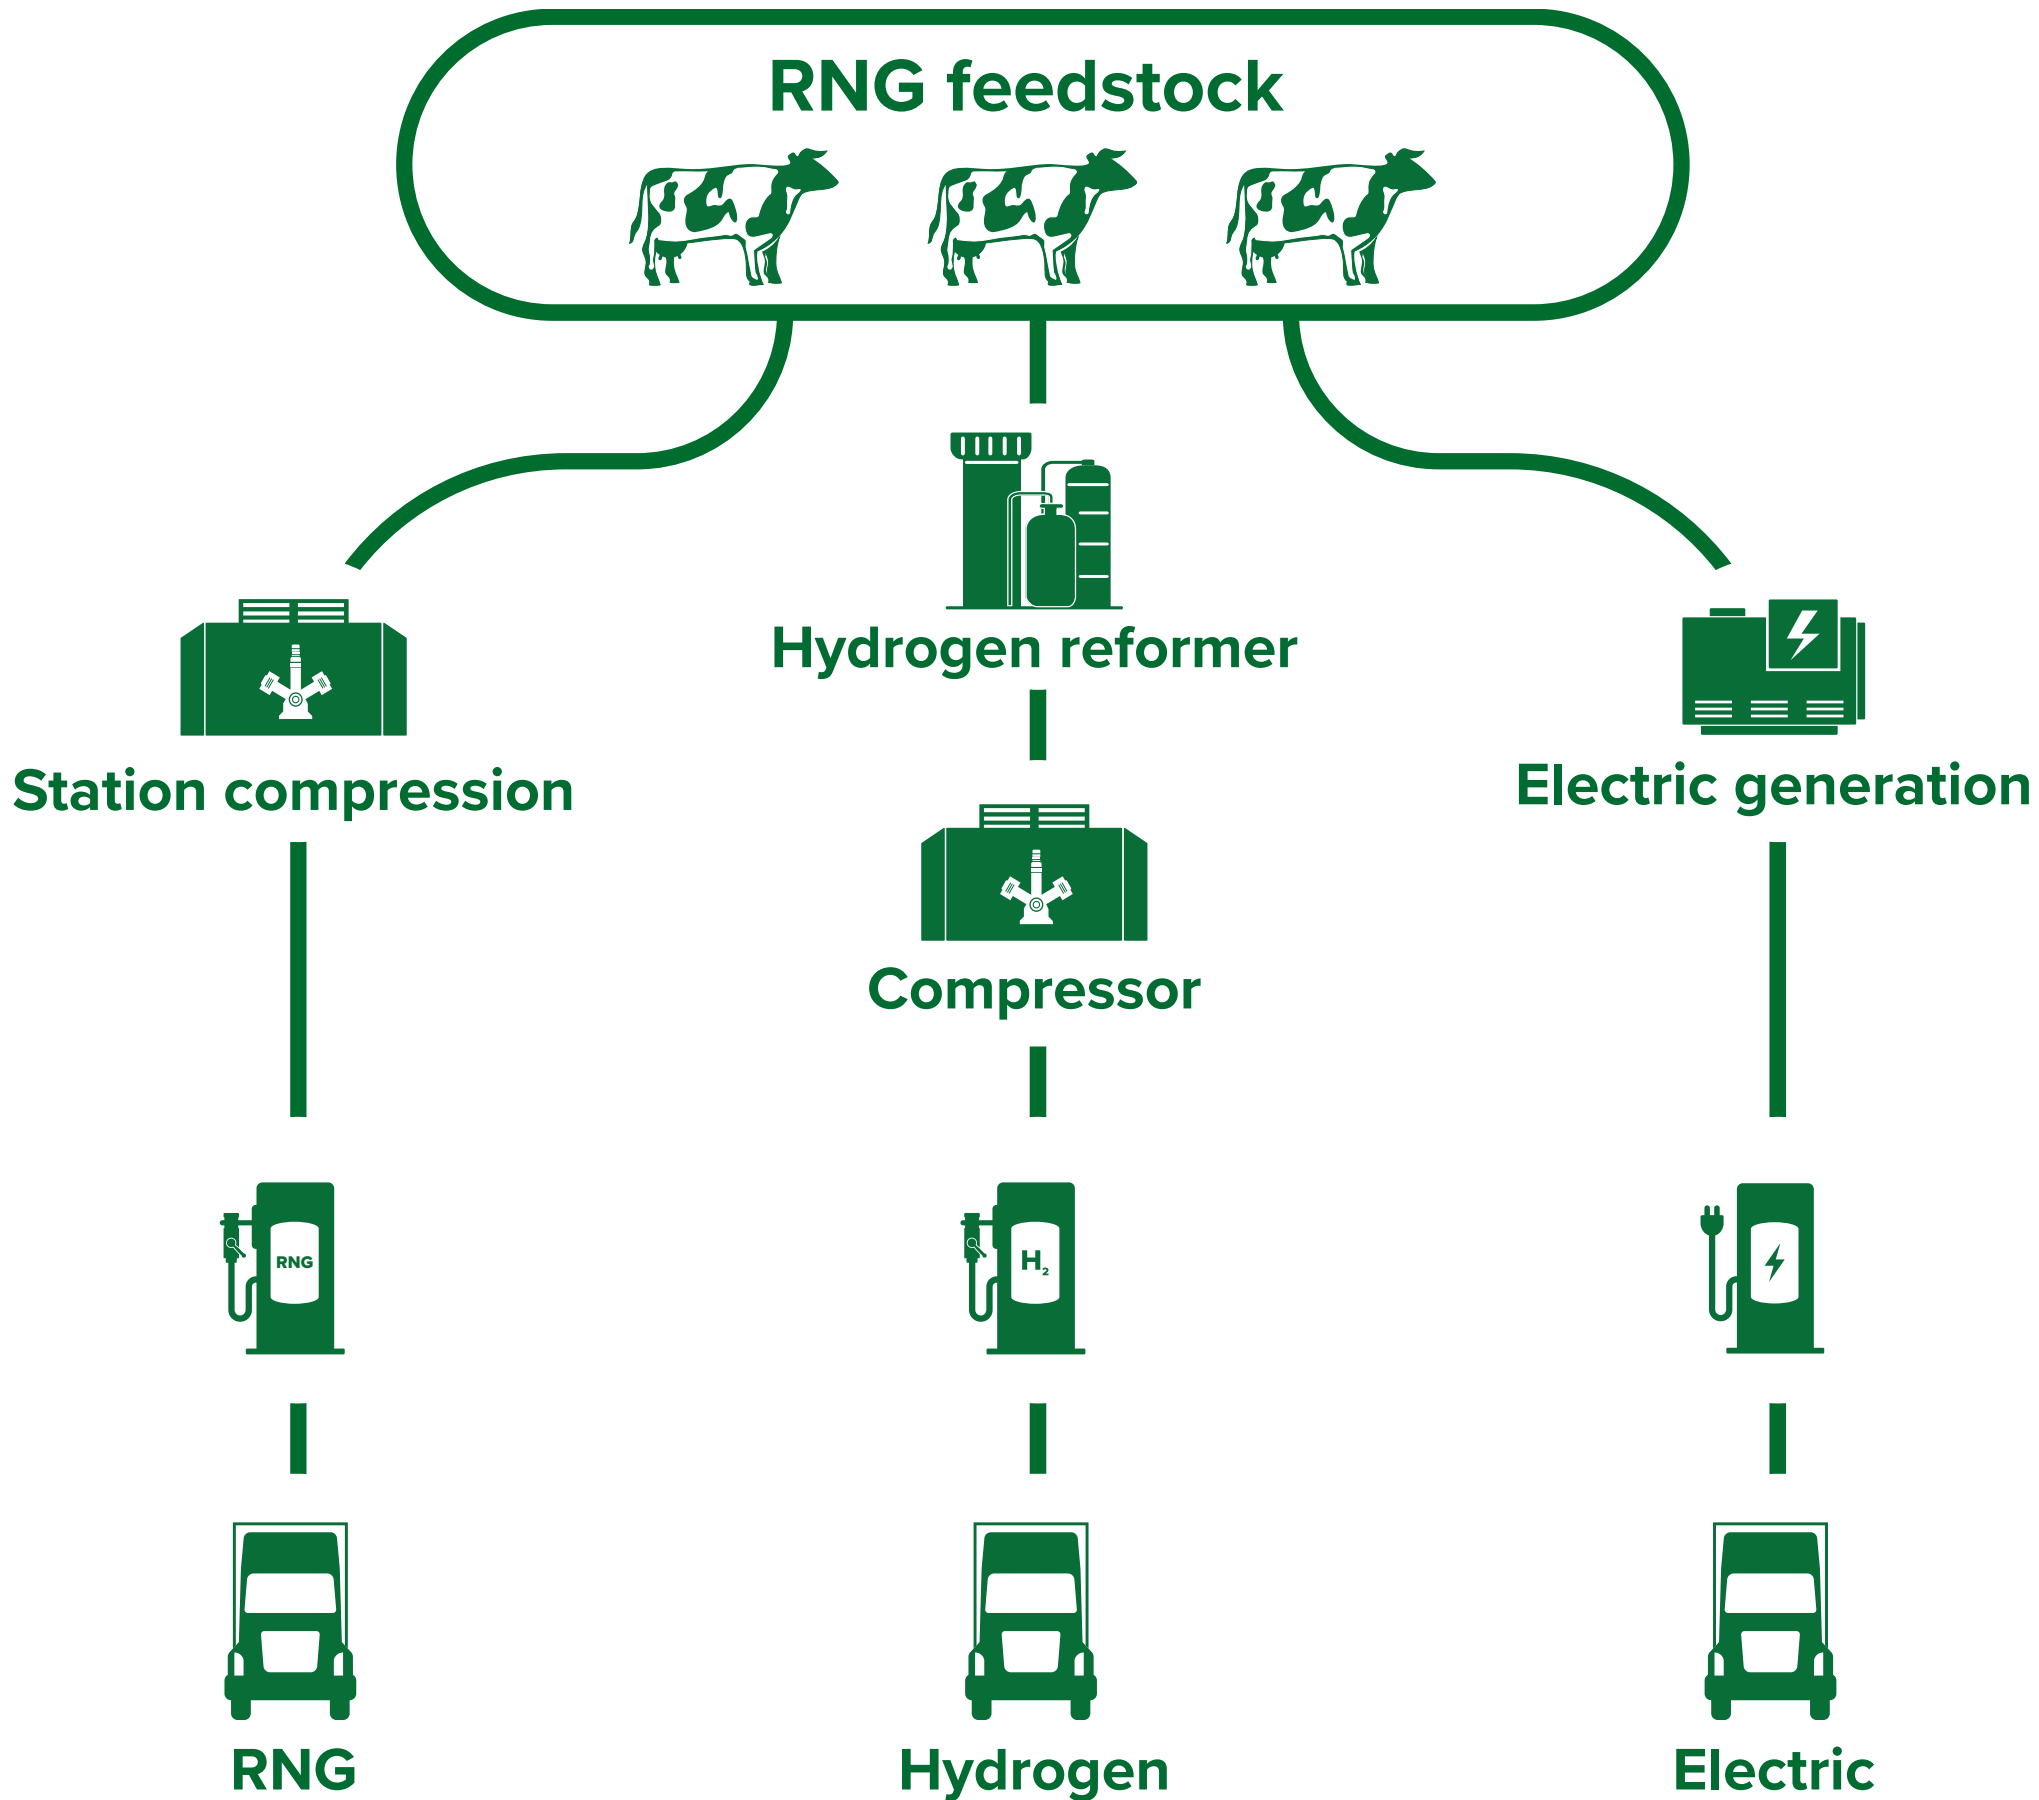 RNG feedstock
Hydrogen reformer
Station compression
Electric generation
Compressor
RNG
H₂
RNG
Hydrogen
Electric